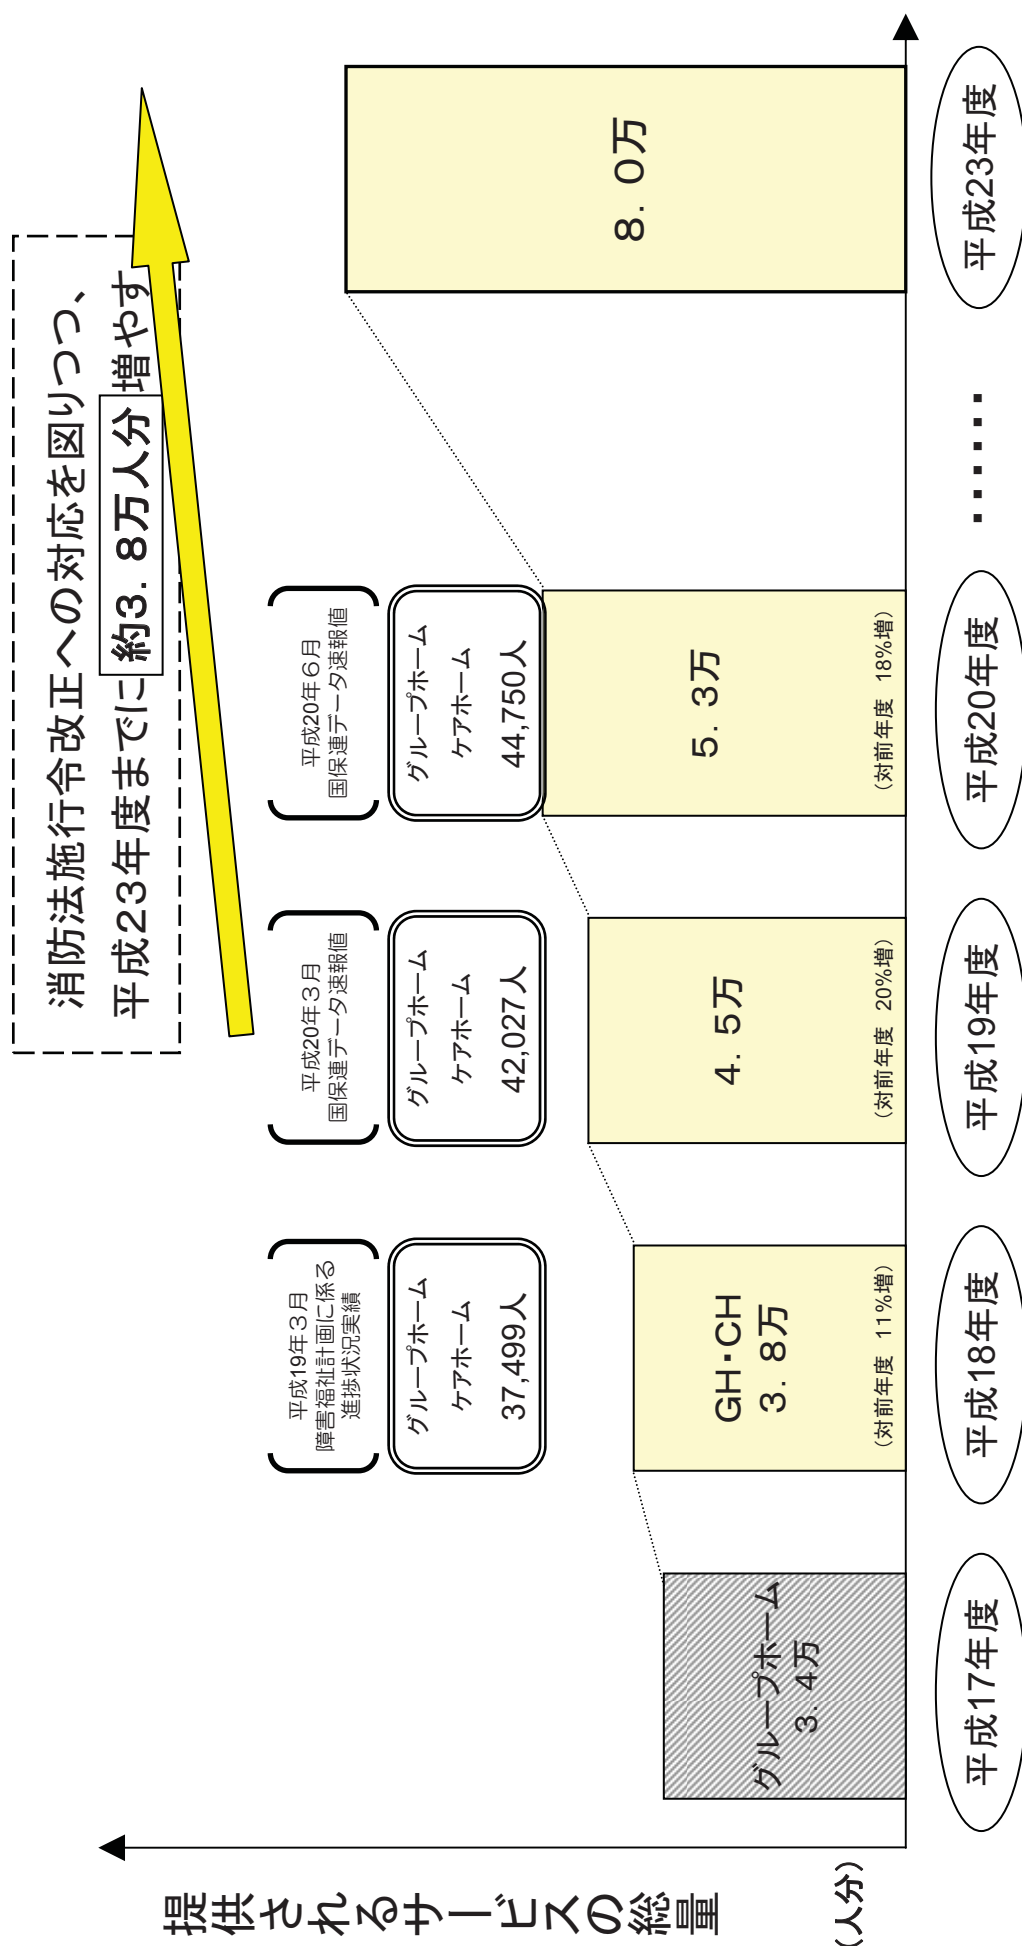 消防法施行令改正への対応を図りつつ、
平成23年度までに約3．8万人分増やす
提供されるサービスの総量
（人分）
平成19年3月
障害福祉計画に係る
進捗状況実績
グループホーム
ケアホーム
37,499人
平成20年3月
国保連データ速報値
グループホーム
ケアホーム
42,027人
平成20年6月
国保連データ速報値
グループホーム
ケアホーム
44,750人
グループホーム
3．4万
GH・CH
3．8万
（対前年度 11%増）
4．5万
（対前年度 20%増）
5．3万
（対前年度 18%増）
8．0万
平成17年度
平成18年度
平成19年度
平成20年度
・・・・・・
平成23年度